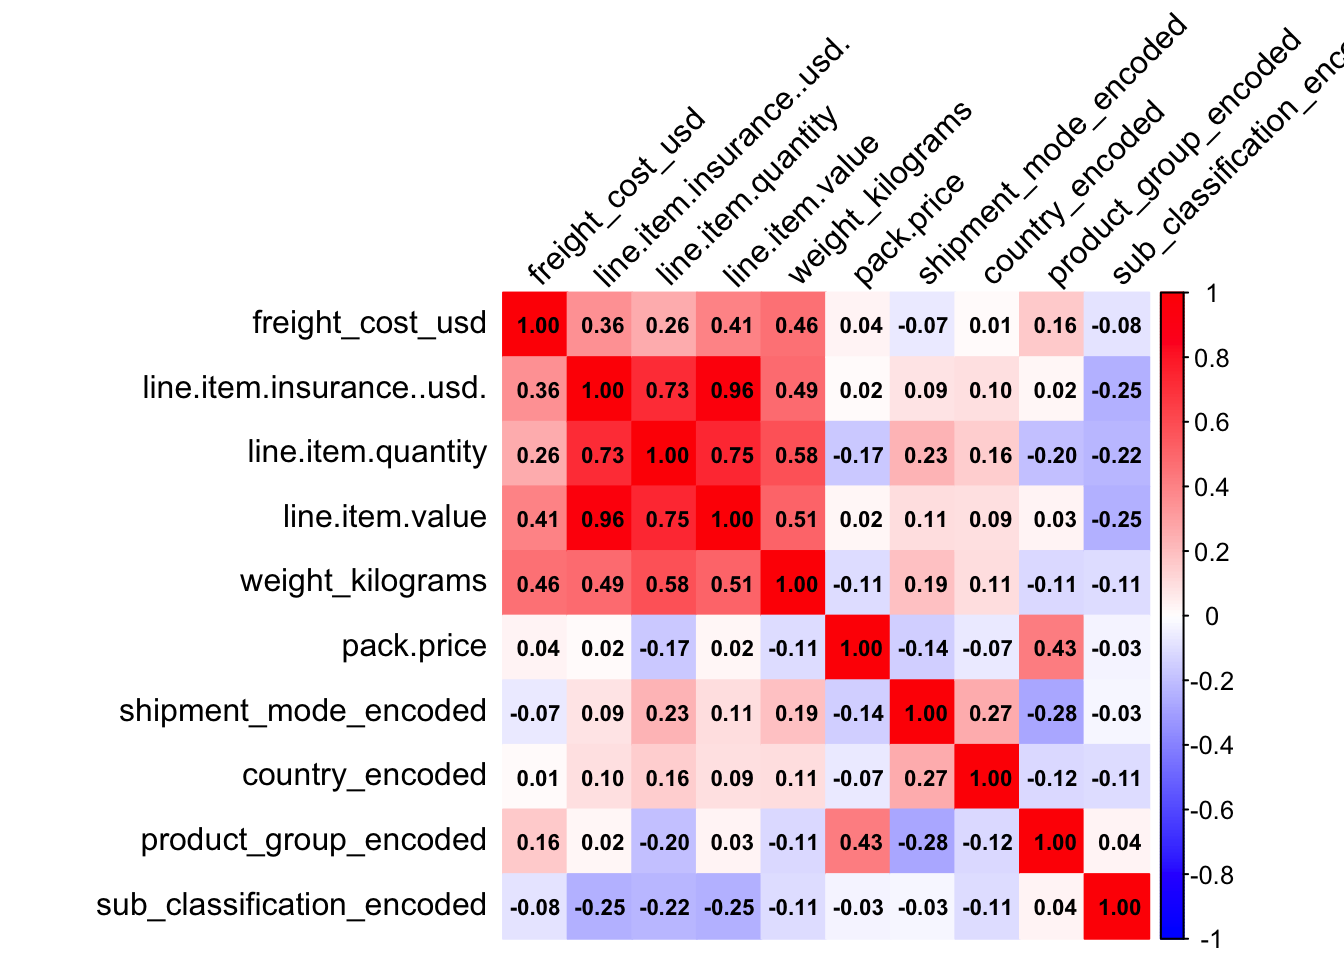 freight_cost_usd
line.item.insurance..usd.
line.item.quantity
line.item.value
weight_kilograms
pack.price
shipment_mode_encoded
country_encoded
product_group_encoded
sub_classification_enc
freight_cost_usd 1.00 0.36 0.26 0.41 0.46 0.04 -0.07 0.01 0.16 -0.08
line.item.insurance..usd. 0.36 1.00 0.73 0.96 0.49 0.02 0.09 0.10 0.02 -0.25
line.item.quantity 0.26 0.73 1.00 0.75 0.58 -0.17 0.23 0.16 -0.20 -0.22
line.item.value 0.41 0.96 0.75 1.00 0.51 0.02 0.11 0.09 0.03 -0.25
weight_kilograms 0.46 0.49 0.58 0.51 1.00 -0.11 0.19 0.11 -0.11 -0.11
pack.price 0.04 0.02 -0.17 0.02 -0.11 1.00 -0.14 -0.07 0.43 -0.03
shipment_mode_encoded -0.07 0.09 0.23 0.11 0.19 -0.14 1.00 0.27 -0.28 -0.03
country_encoded 0.01 0.10 0.16 0.09 0.11 -0.07 0.27 1.00 -0.12 -0.11
product_group_encoded 0.16 0.02 -0.20 0.03 -0.11 0.43 -0.28 -0.12 1.00 0.04
sub_classification_encoded -0.08 -0.25 -0.22 -0.25 -0.11 -0.03 -0.03 -0.11 0.04 1.00
1
0.8
0.6
0.4
0.2
0
-0.2
-0.4
-0.6
-0.8
-1